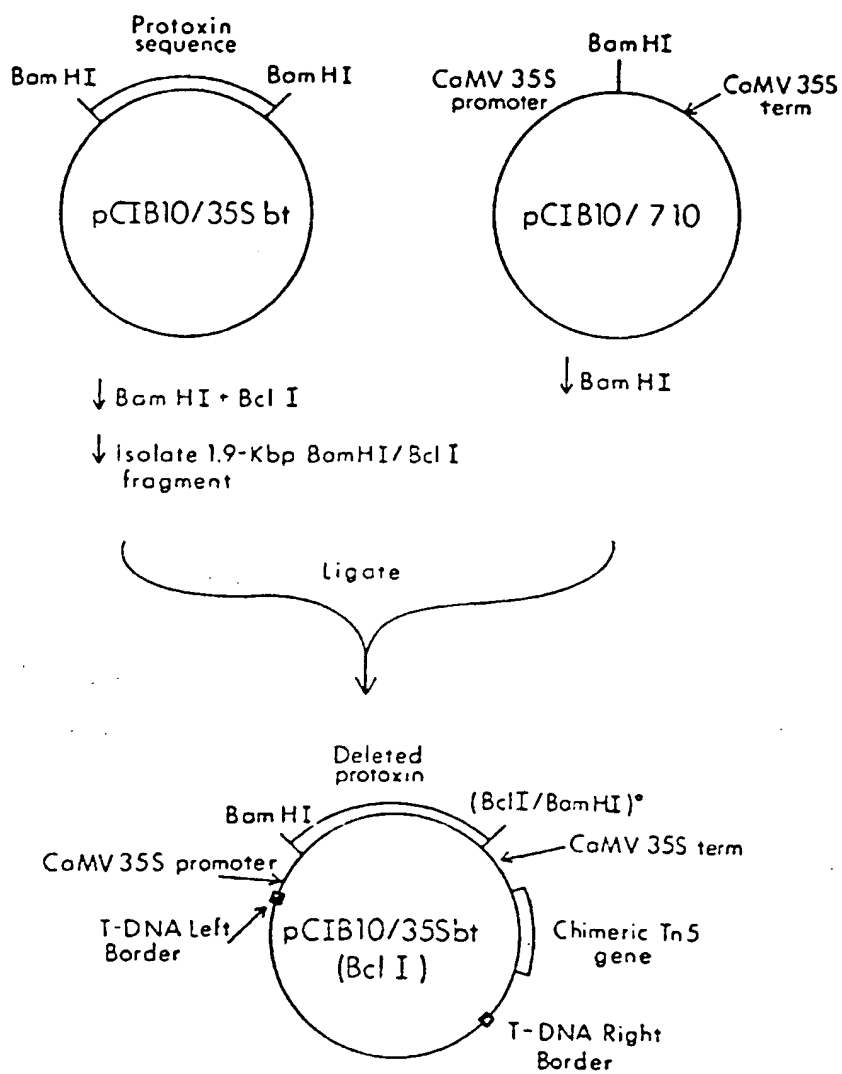 Protoxin
sequence
Bam HI
Bam HI
pCIB10/35S bt
Bam HI
CaMV 35S
promoter
CaMV 35S
term
pCIB10/ 710
↓ Bam HI + Bcl I
↓ Isolate 1.9-Kbp BamHI/Bcl I
fragment
↓ Bam HI
Ligate
Deleted
protoxin
Bam HI
(BclI/BamHI)°
CaMV 35S promoter
CaMV 35S term
T-DNA Left
Border
pCIB10/35Sbt
(Bcl I)
Chimeric Tn5
gene
T-DNA Right
Border